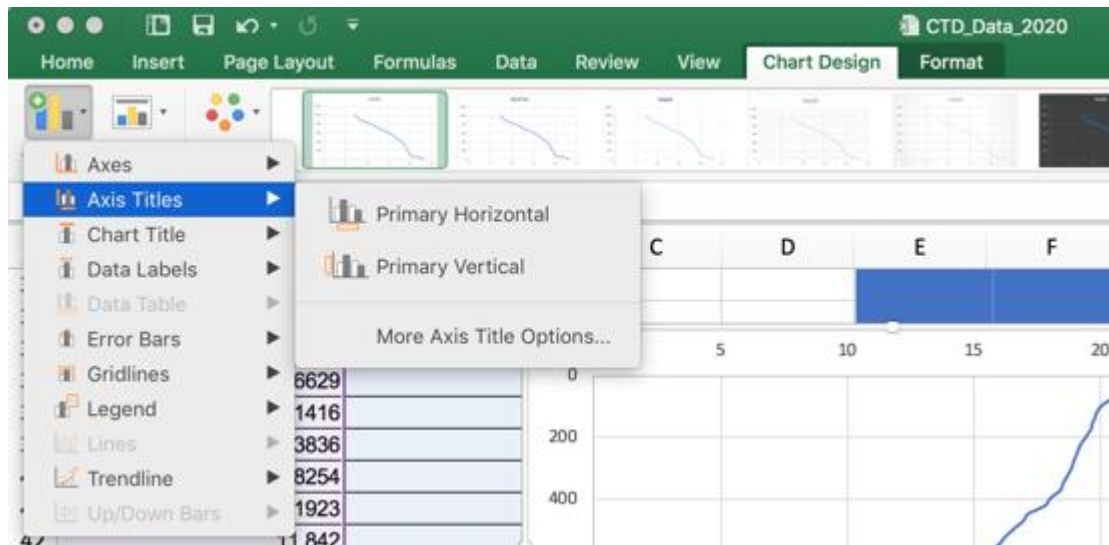 CTD_Data_2020
Home Insert Page Layout Formulas Data Review View Chart Design Format
Axes
Axis Titles
Chart Title
Data Labels
Data Table
Error Bars
Gridlines
Legend
Lines
Trendline
Up/Down Bars
Primary Horizontal
Primary Vertical
More Axis Title Options...
C D E F
5 10 15 20
0
200
400
6629
1416
3836
8254
1923
11.842